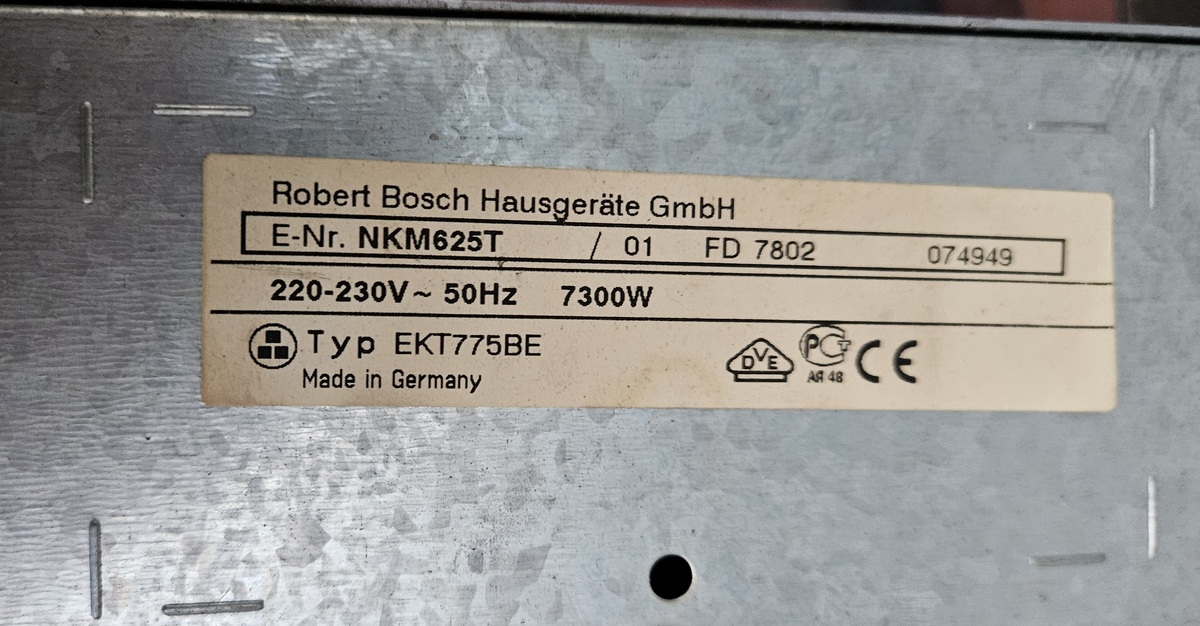 Robert Bosch Hausgeräte GmbH
E-Nr. NKM625T / 01 FD 7802 074949
220-230V~ 50Hz 7300W
Typ EKT775BE
Made in Germany
DVE
PCT
АЯ 48
CE